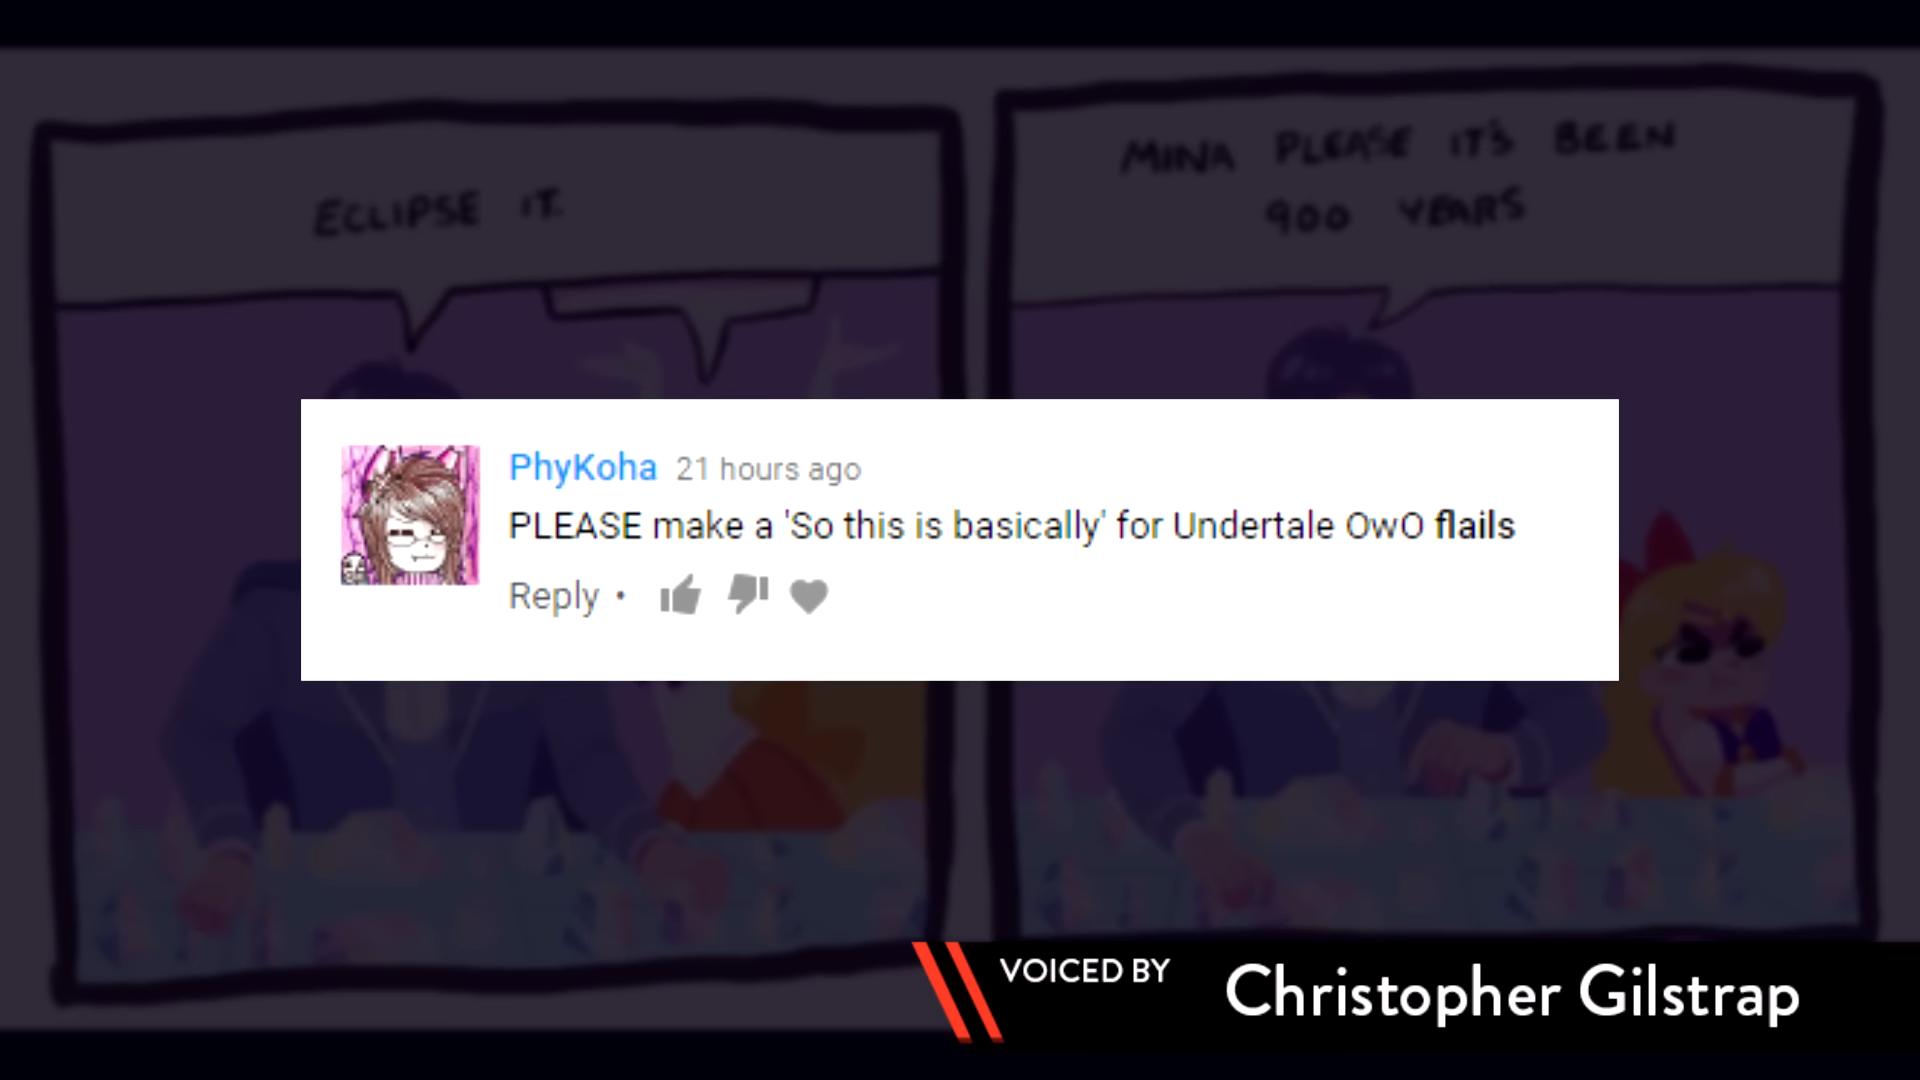 ECLIPSE IT.
MINA PLEASE IT'S BEEN
900 YEARS
PhyKoha 21 hours ago
PLEASE make a 'So this is basically' for Undertale OwO flails
Reply •
VOICED BY Christopher Gilstrap